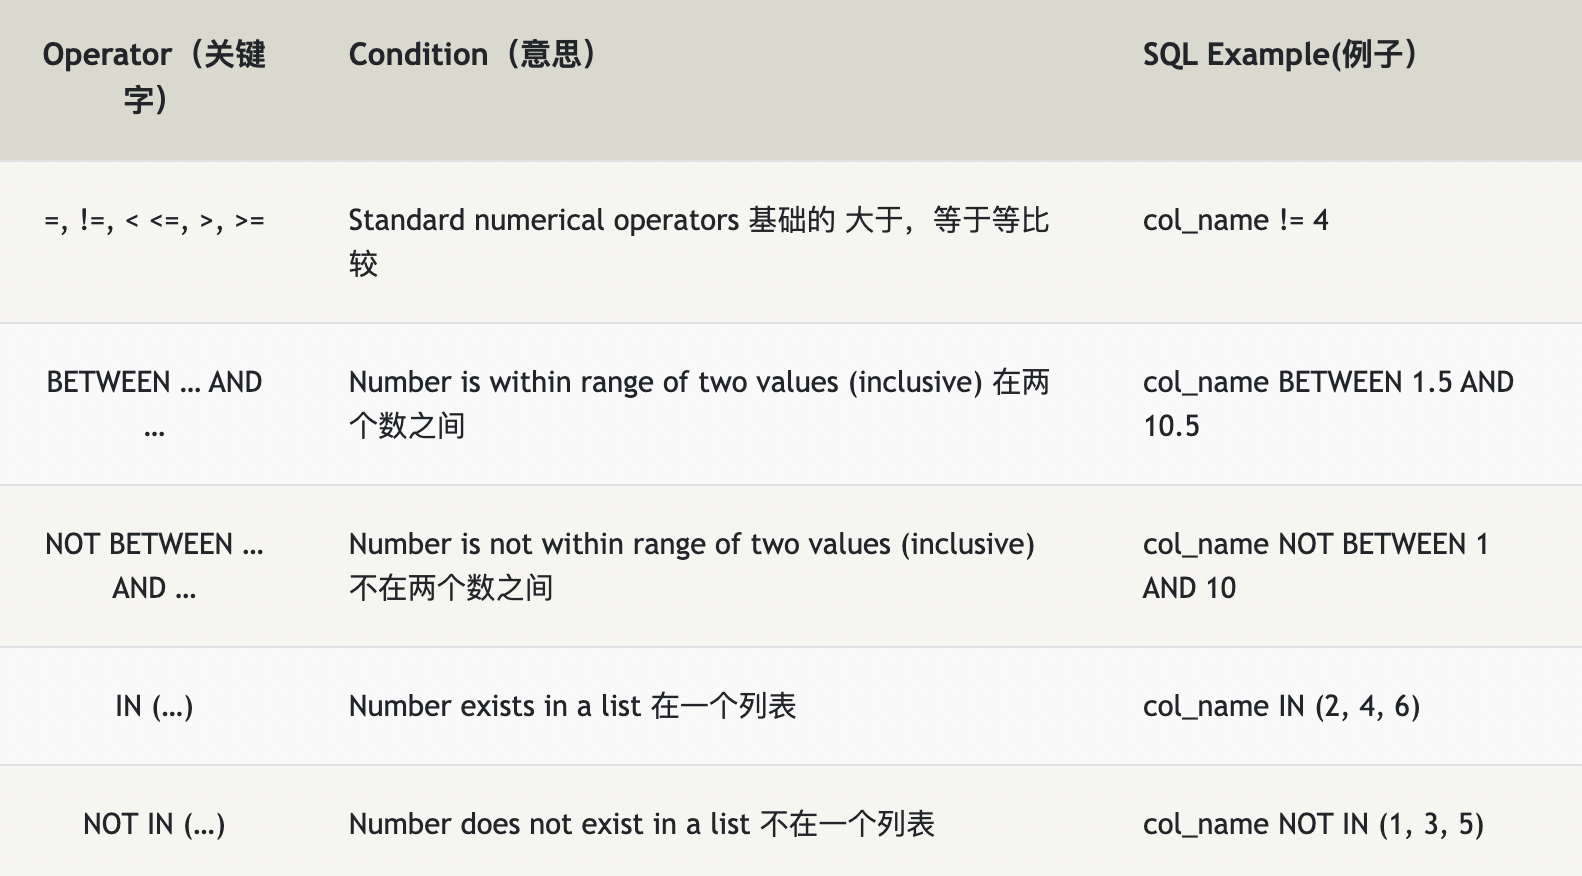 Operator（关键
字）
Condition（意思）
SQL Example(例子）
=, !=, < <=, >, >=
Standard numerical operators 基础的 大于，等于等比
较
col_name != 4
BETWEEN … AND
…
Number is within range of two values (inclusive) 在两
个数之间
col_name BETWEEN 1.5 AND
10.5
NOT BETWEEN …
AND …
Number is not within range of two values (inclusive)
不在两个数之间
col_name NOT BETWEEN 1
AND 10
IN (…)
Number exists in a list 在一个列表
col_name IN (2, 4, 6)
NOT IN (…)
Number does not exist in a list 不在一个列表
col_name NOT IN (1, 3, 5)